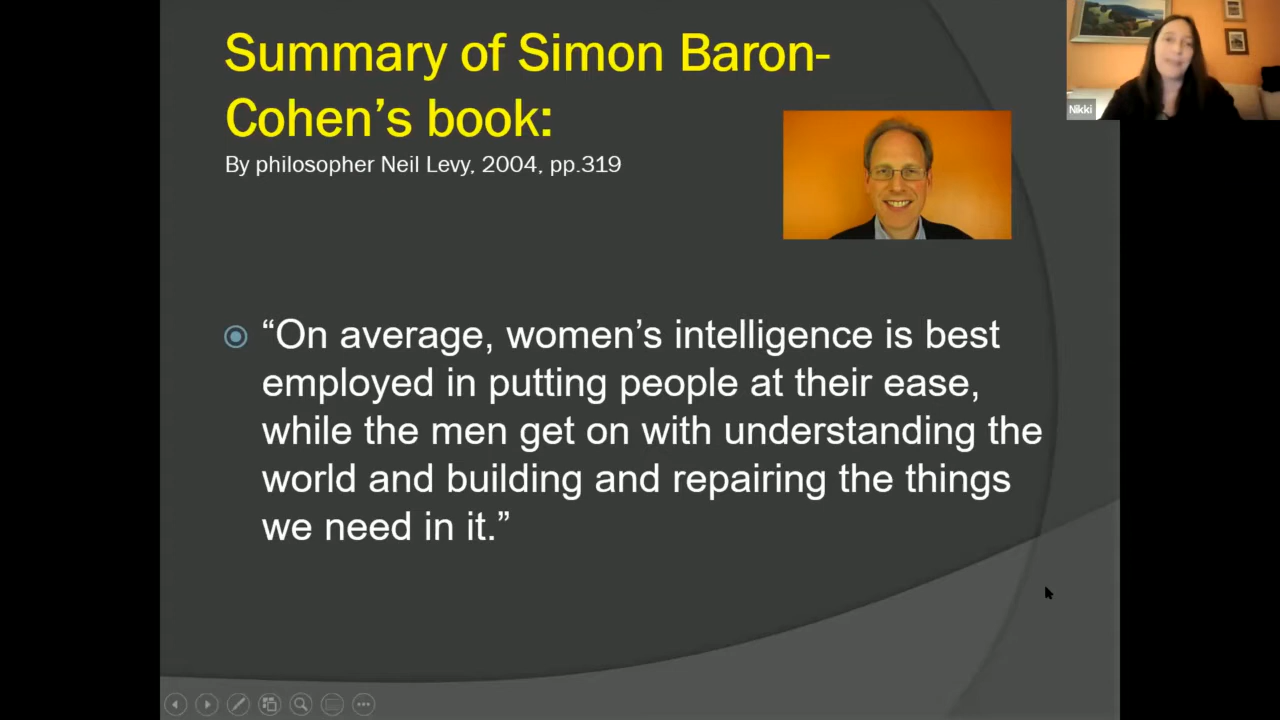 Summary of Simon Baron-
Cohen’s book:
By philosopher Neil Levy, 2004, pp.319
Nikki
“On average, women’s intelligence is best
employed in putting people at their ease,
while the men get on with understanding the
world and building and repairing the things
we need in it.”